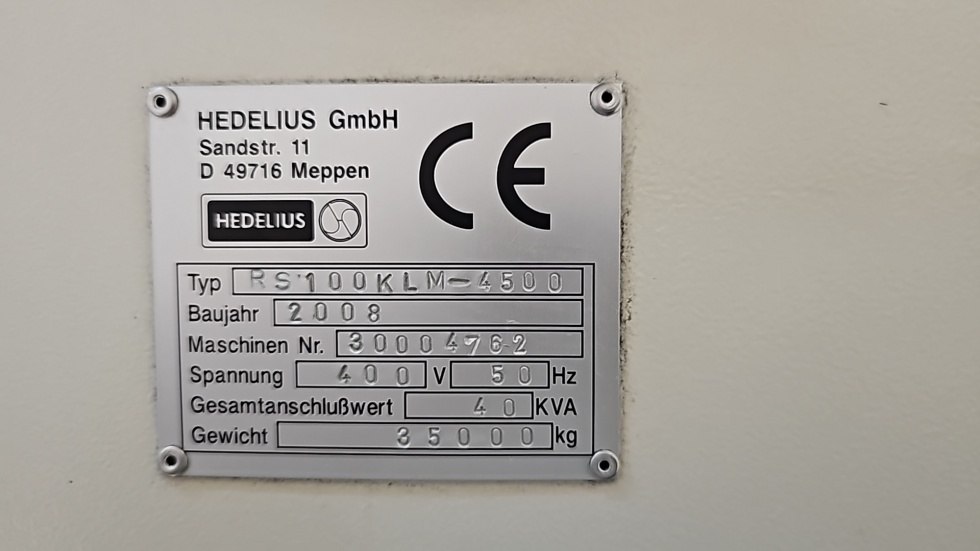 HEDELIUS GmbH
Sandstr. 11
D 49716 Meppen
CE
HEDELIUS
Typ RS100KLM-4500
Baujahr 2008
Maschinen Nr. 30004762
Spannung 400 V 50 Hz
Gesamtanschlußwert 40 KVA
Gewicht 35000 kg